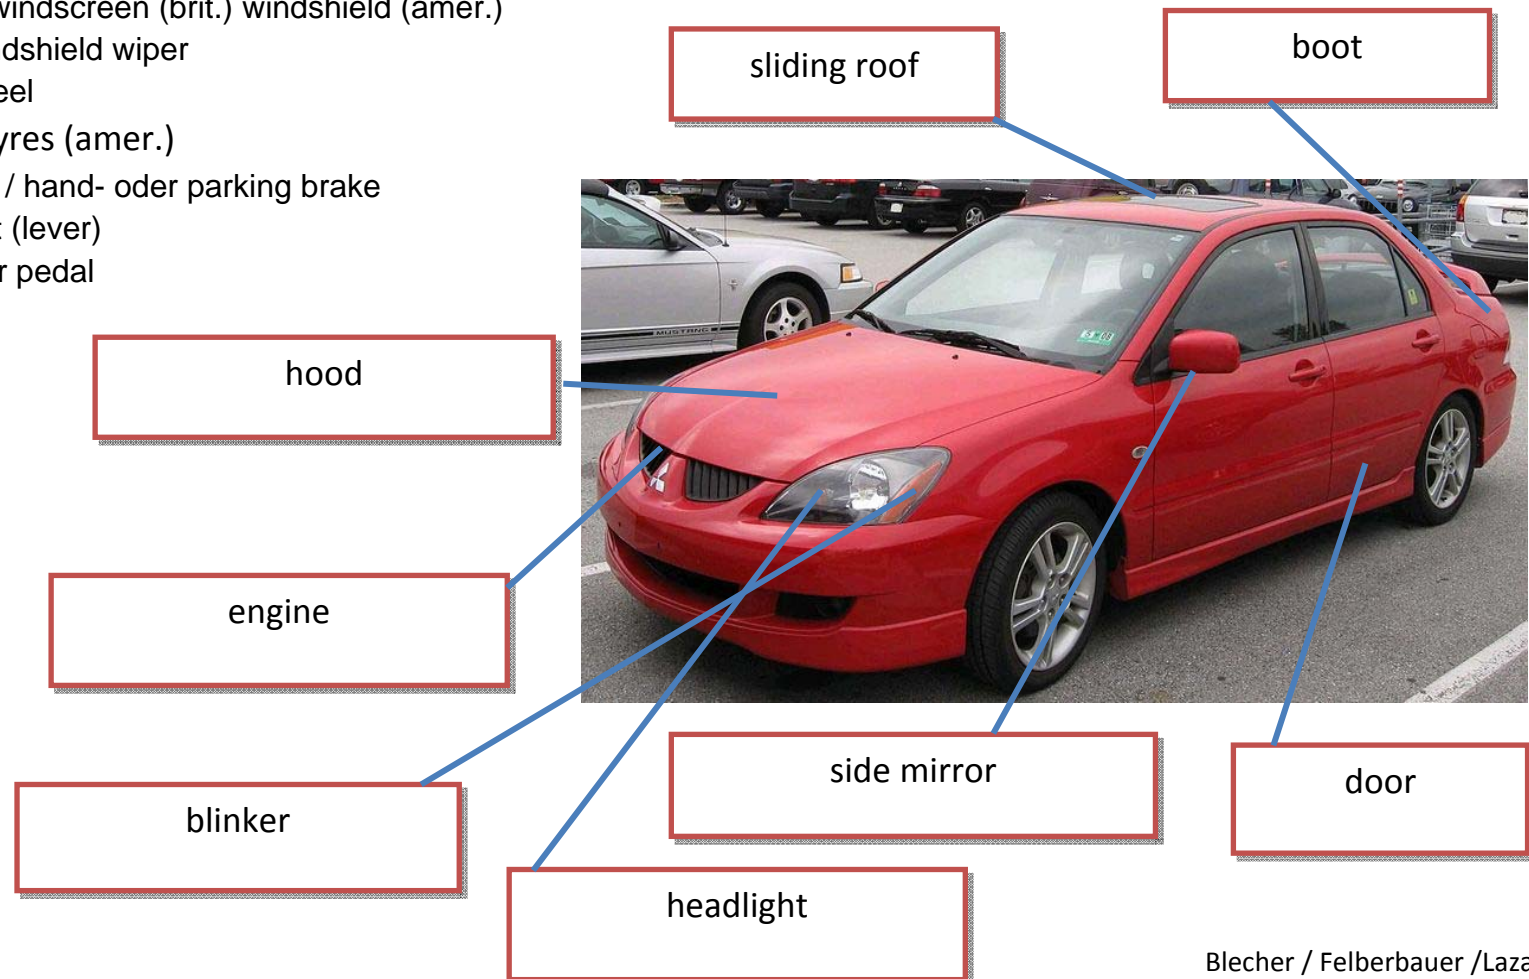 windscreen (brit.) windshield (amer.)
dshield wiper
eel
yres (amer.)
/ hand- oder parking brake
(lever)
r pedal
sliding roof
boot
MUSTANG
hood
engine
side mirror
door
blinker
headlight
Blecher / Felberbauer /Laza